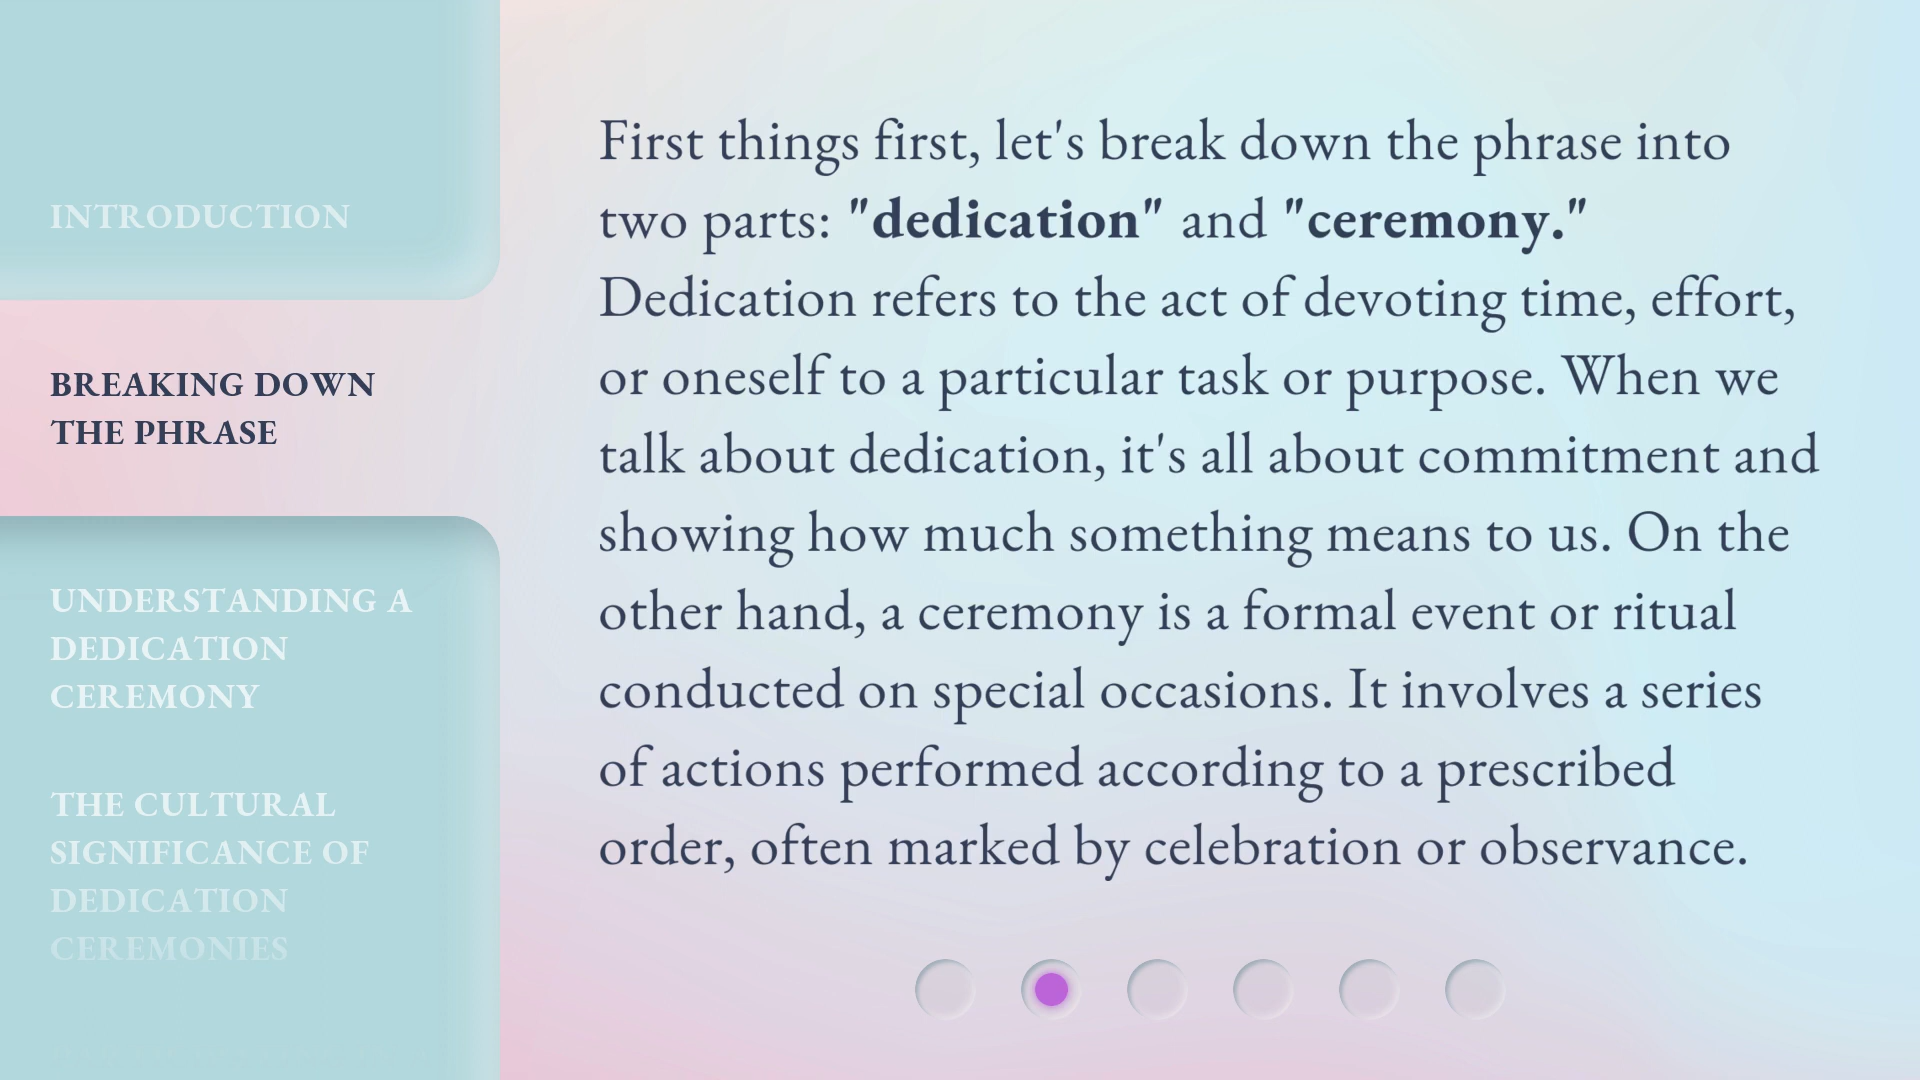 INTRODUCTION
BREAKING DOWN
THE PHRASE
UNDERSTANDING A
DEDICATION
CEREMONY
THE CULTURAL
SIGNIFICANCE OF
DEDICATION
CEREMONIES
First things first, let's break down the phrase into
two parts: "dedication" and "ceremony."
Dedication refers to the act of devoting time, effort,
or oneself to a particular task or purpose. When we
talk about dedication, it's all about commitment and
showing how much something means to us. On the
other hand, a ceremony is a formal event or ritual
conducted on special occasions. It involves a series
of actions performed according to a prescribed
order, often marked by celebration or observance.